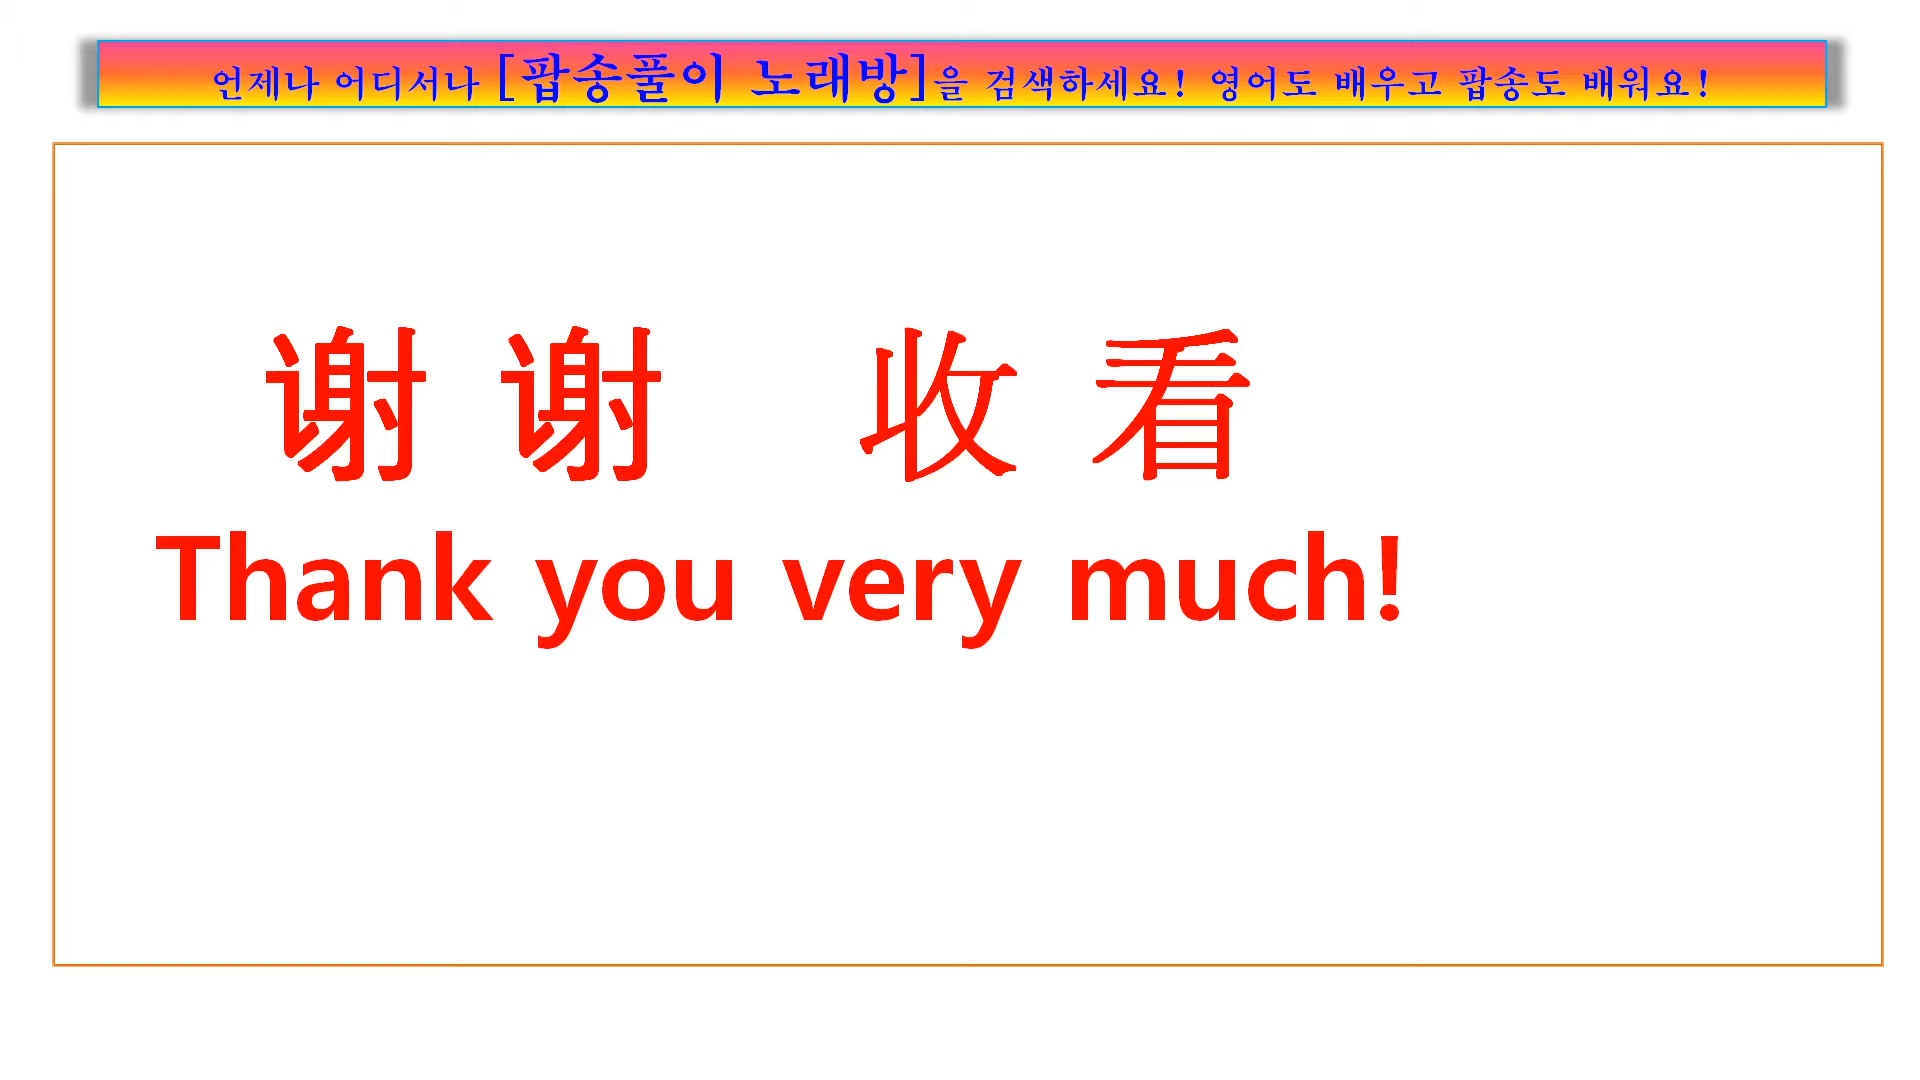 언제나 어디서나 [팝송풀이 노래방]을 검색하세요! 영어도 배우고 팝송도 배워요!
谢 谢 收 看
Thank you very much!